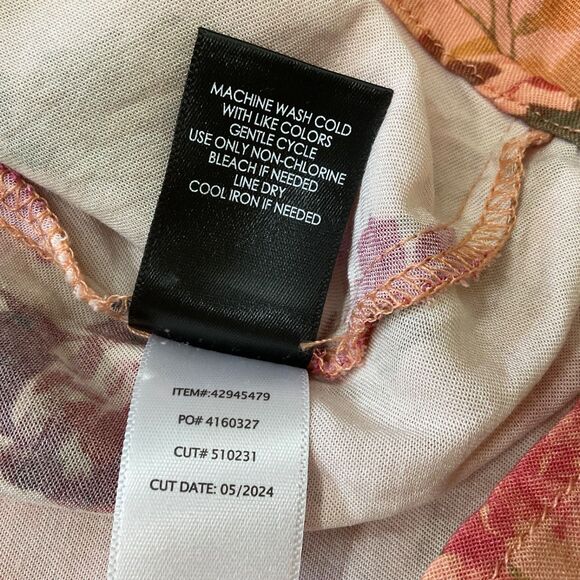 MACHINE WASH COLD
WITH LIKE COLORS
GENTLE CYCLE
USE ONLY NON-CHLORINE
BLEACH IF NEEDED
LINE DRY
COOL IRON IF NEEDED
ITEM#:42945479
PO# 4160327
CUT# 510231
CUT DATE: 05/2024